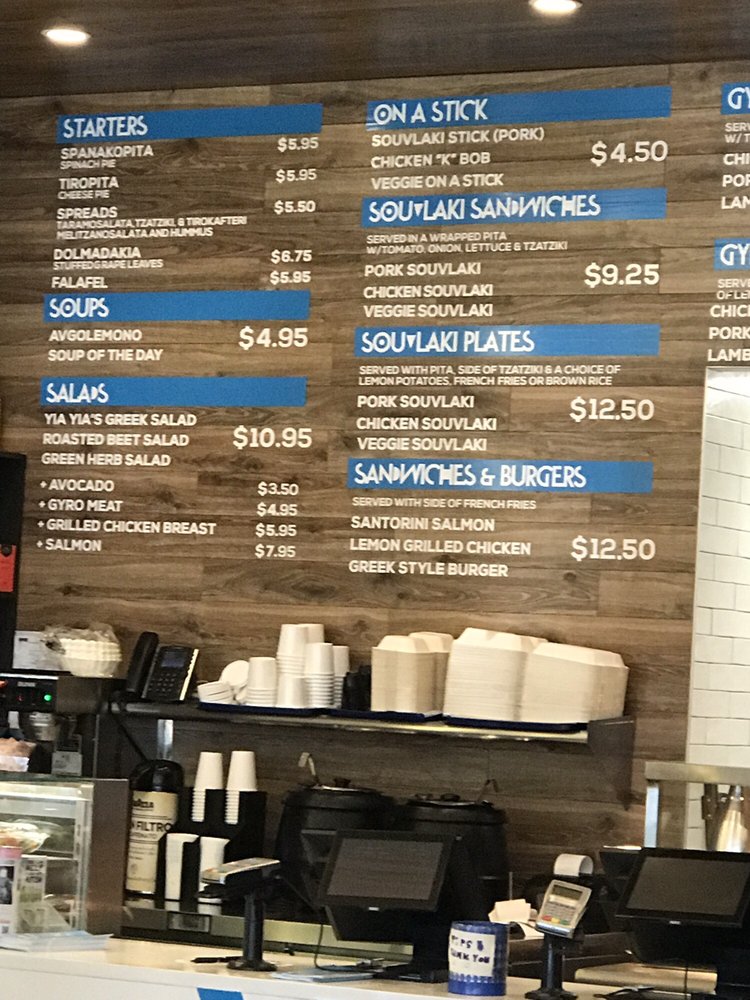 STARTERS
SPANAKOPITA $5.95
SPINACH PIE
TIROPITA $5.95
CHEESE PIE
SPREADS $5.50
TARAMOSALATA, TZATZIKI, & TIROKAFTERI
MELITZANOSALATA AND HUMMUS
DOLMADAKIA $6.75
STUFFED GRAPE LEAVES
FALAFEL $5.95
SOUPS
AVGOLEMONO $4.95
SOUP OF THE DAY
SALADS
YIA YIA'S GREEK SALAD
ROASTED BEET SALAD $10.95
GREEN HERB SALAD
+ AVOCADO $3.50
+ GYRO MEAT $4.95
+ GRILLED CHICKEN BREAST $5.95
+ SALMON $7.95
ON A STICK
SOUVLAKI STICK (PORK)
CHICKEN "K" BOB $4.50
VEGGIE ON A STICK
SOUVLAKI SANDWICHES
SERVED IN A WRAPPED PITA
W/TOMATO, ONION, LETTUCE & TZATZIKI
PORK SOUVLAKI $9.25
CHICKEN SOUVLAKI
VEGGIE SOUVLAKI
SOUVLAKI PLATES
SERVED WITH PITA, SIDE OF TZATZIKI & A CHOICE OF
LEMON POTATOES, FRENCH FRIES OR BROWN RICE
PORK SOUVLAKI $12.50
CHICKEN SOUVLAKI
VEGGIE SOUVLAKI
SANDWICHES & BURGERS
SERVED WITH SIDE OF FRENCH FRIES
SANTORINI SALMON
LEMON GRILLED CHICKEN $12.50
GREEK STYLE BURGER
GY
SER
W/T
CHI
POR
LAM
GY
SERV
OF LE
CHIC
PORK
LAMB
N FILTRO
TIPS &
THANK YOU